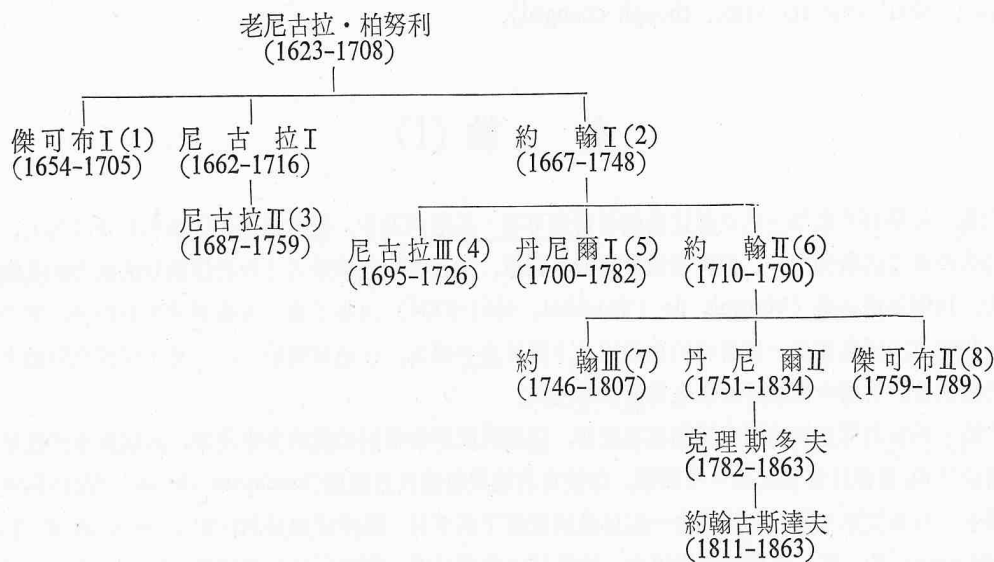 老尼古拉・柏努利
(1623-1708)
傑可布Ⅰ(1) 尼古拉Ⅰ 約翰Ⅰ(2)
(1654-1705) (1662-1716) (1667-1748)
尼古拉Ⅱ(3)
(1687-1759)
尼古拉Ⅲ(4) 丹尼爾Ⅰ(5) 約翰Ⅱ(6)
(1695-1726) (1700-1782) (1710-1790)
約翰Ⅲ(7) 丹尼爾Ⅱ 傑可布Ⅱ(8)
(1746-1807) (1751-1834) (1759-1789)
克理斯多夫
(1782-1863)
約翰古斯達夫
(1811-1863)